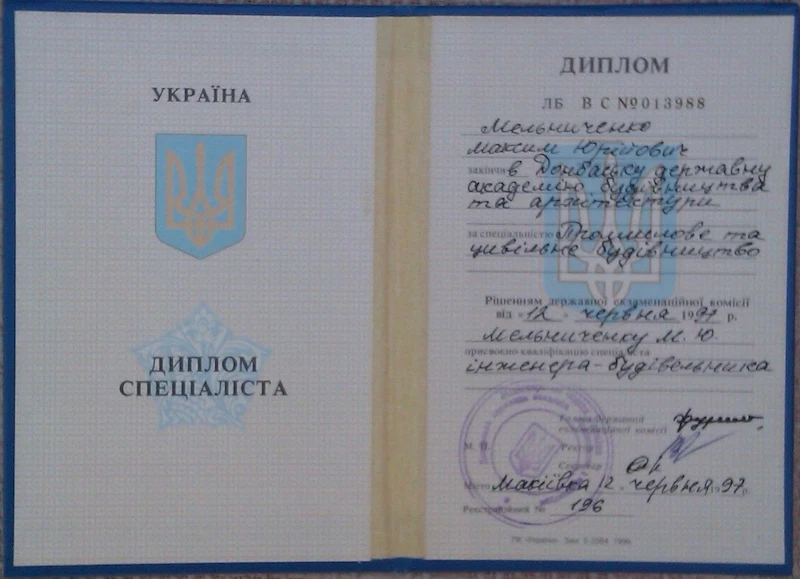 УКРАЇНА
ДИПЛОМ
СПЕЦІАЛІСТА
ДИПЛОМ
ЛБ ВС №013988
Мельниченко
Максим Юрійович
закінчив Донбаську державну
академію будівництва
та архітектури
за спеціальністю Промислове та
цивільне будівництво
Рішенням державної екзаменаційної комісії
від «12» червня 1997 р.
Мельниченку М. Ю.
присвоєно кваліфікацію спеціаліста
інженера-будівельника
Голова державної
екзаменаційної комісії
М. П.
Ректор
Секретар
Місто Макіївка 12 червня 1997 р.
Реєстраційний № 196